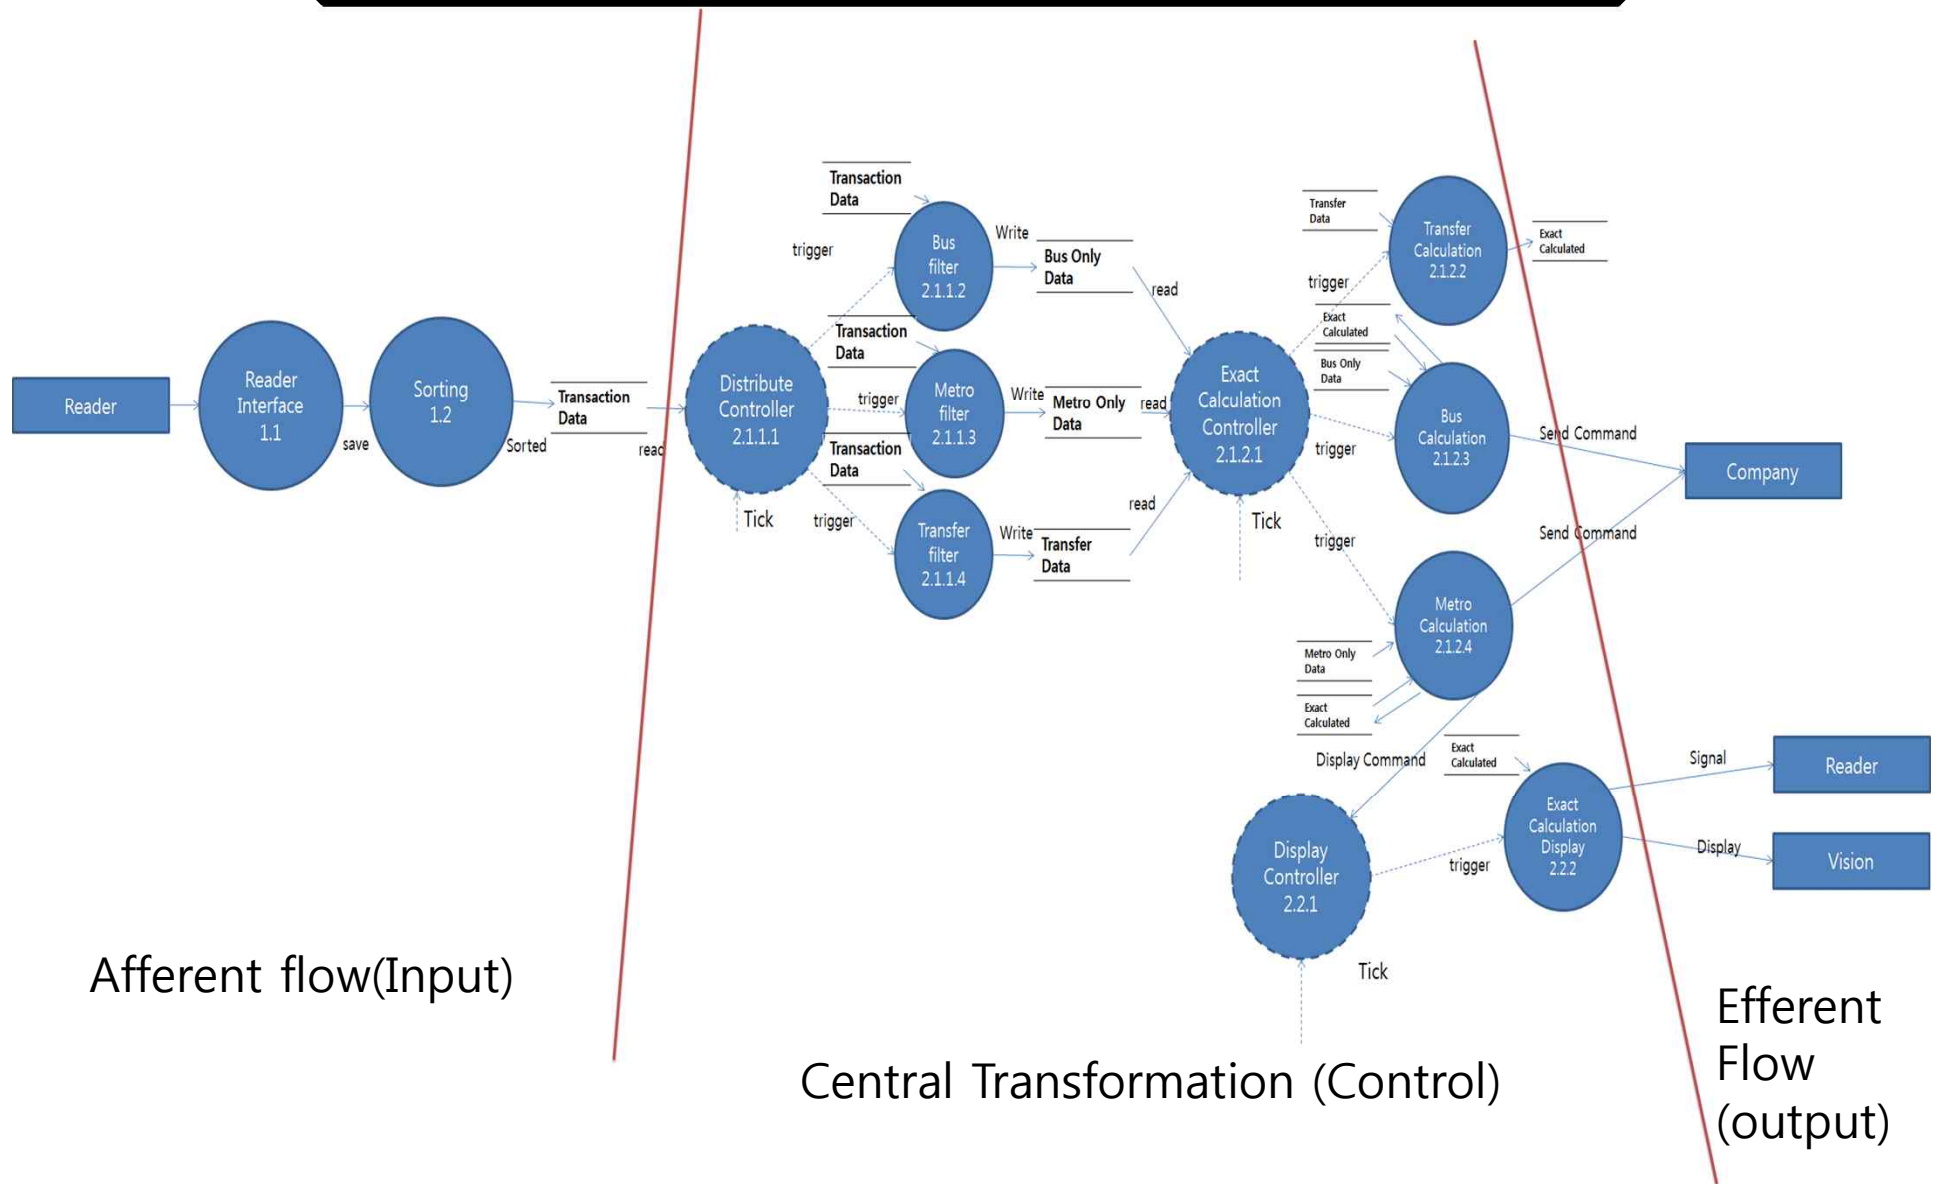 Reader
Reader
Interface
1.1
save
Sorting
1.2
Sorted
Transaction
Data
read
Distribute
Controller
2.1.1.1
Tick
trigger
Transaction
Data
Bus
filter
2.1.1.2
Write
Bus Only
Data
read
trigger
Transaction
Data
Metro
filter
2.1.1.3
Write
Metro Only
Data
read
trigger
Transaction
Data
Transfer
filter
2.1.1.4
Write
Transfer
Data
read
Exact
Calculation
Controller
2.1.2.1
Tick
trigger
Transfer
Data
Transfer
Calculation
2.1.2.2
Exact
Calculated
trigger
Exact
Calculated
Bus Only
Data
Bus
Calculation
2.1.2.3
Send Command
Company
trigger
Metro
Calculation
2.1.2.4
Send Command
Metro Only
Data
Exact
Calculated
Display Command
Display
Controller
2.2.1
Tick
trigger
Exact
Calculated
Exact
Calculation
Display
2.2.2
Signal
Reader
Display
Vision
Afferent flow(Input)
Central Transformation (Control)
Efferent
Flow
(output)